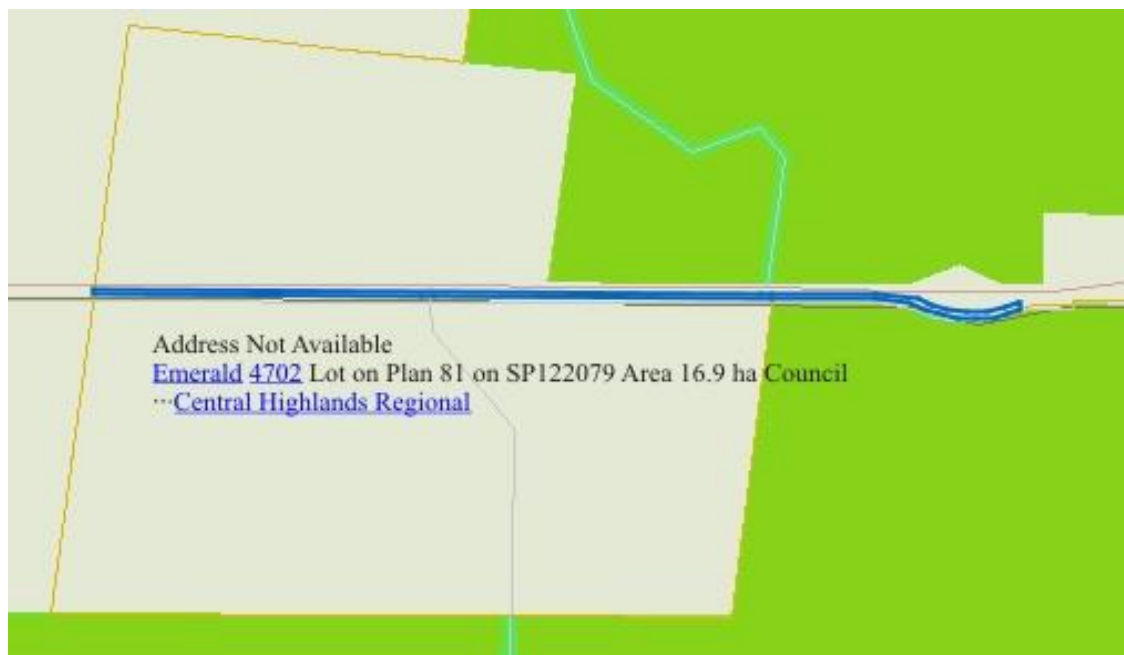 Address Not Available
Emerald 4702 Lot on Plan 81 on SP122079 Area 16.9 ha Council
···Central Highlands Regional